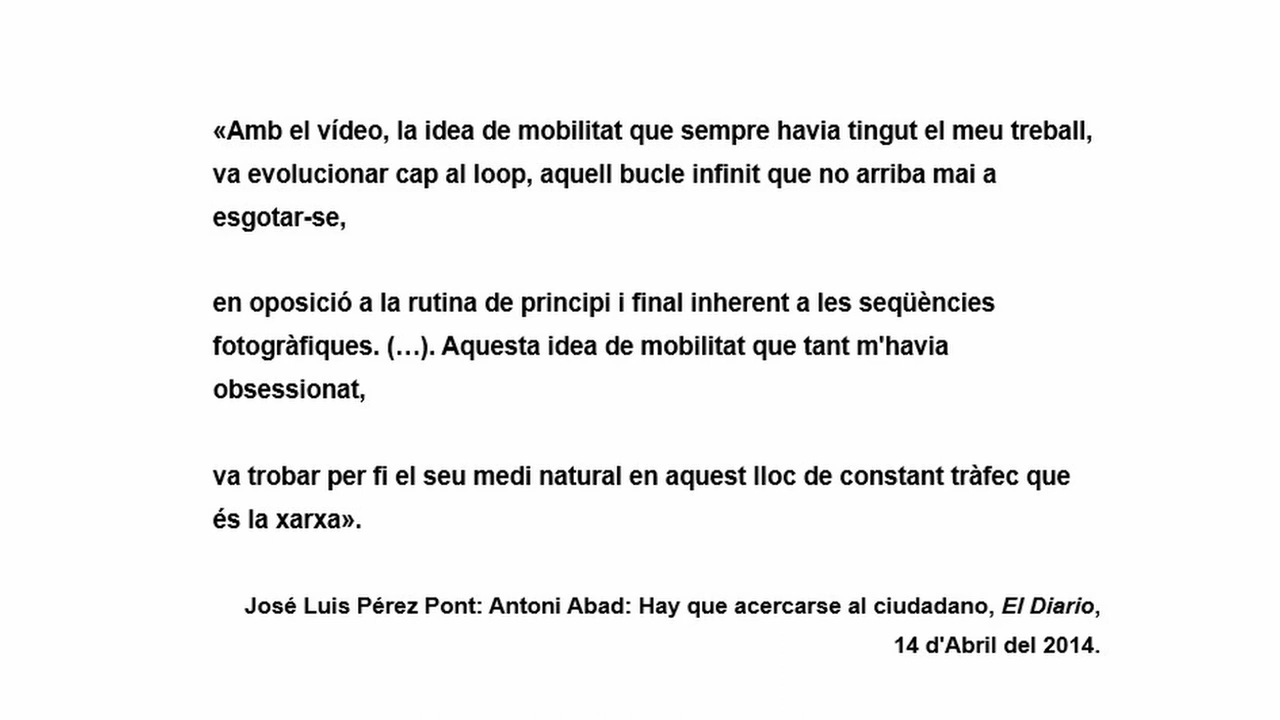 «Amb el vídeo, la idea de mobilitat que sempre havia tingut el meu treball,
va evolucionar cap al loop, aquell bucle infinit que no arriba mai a
esgotar-se,
en oposició a la rutina de principi i final inherent a les seqüències
fotogràfiques. (…). Aquesta idea de mobilitat que tant m'havia
obsessionat,
va trobar per fi el seu medi natural en aquest lloc de constant tràfec que
és la xarxa».
José Luis Pérez Pont: Antoni Abad: Hay que acercarse al ciudadano, El Diario,
14 d'Abril del 2014.